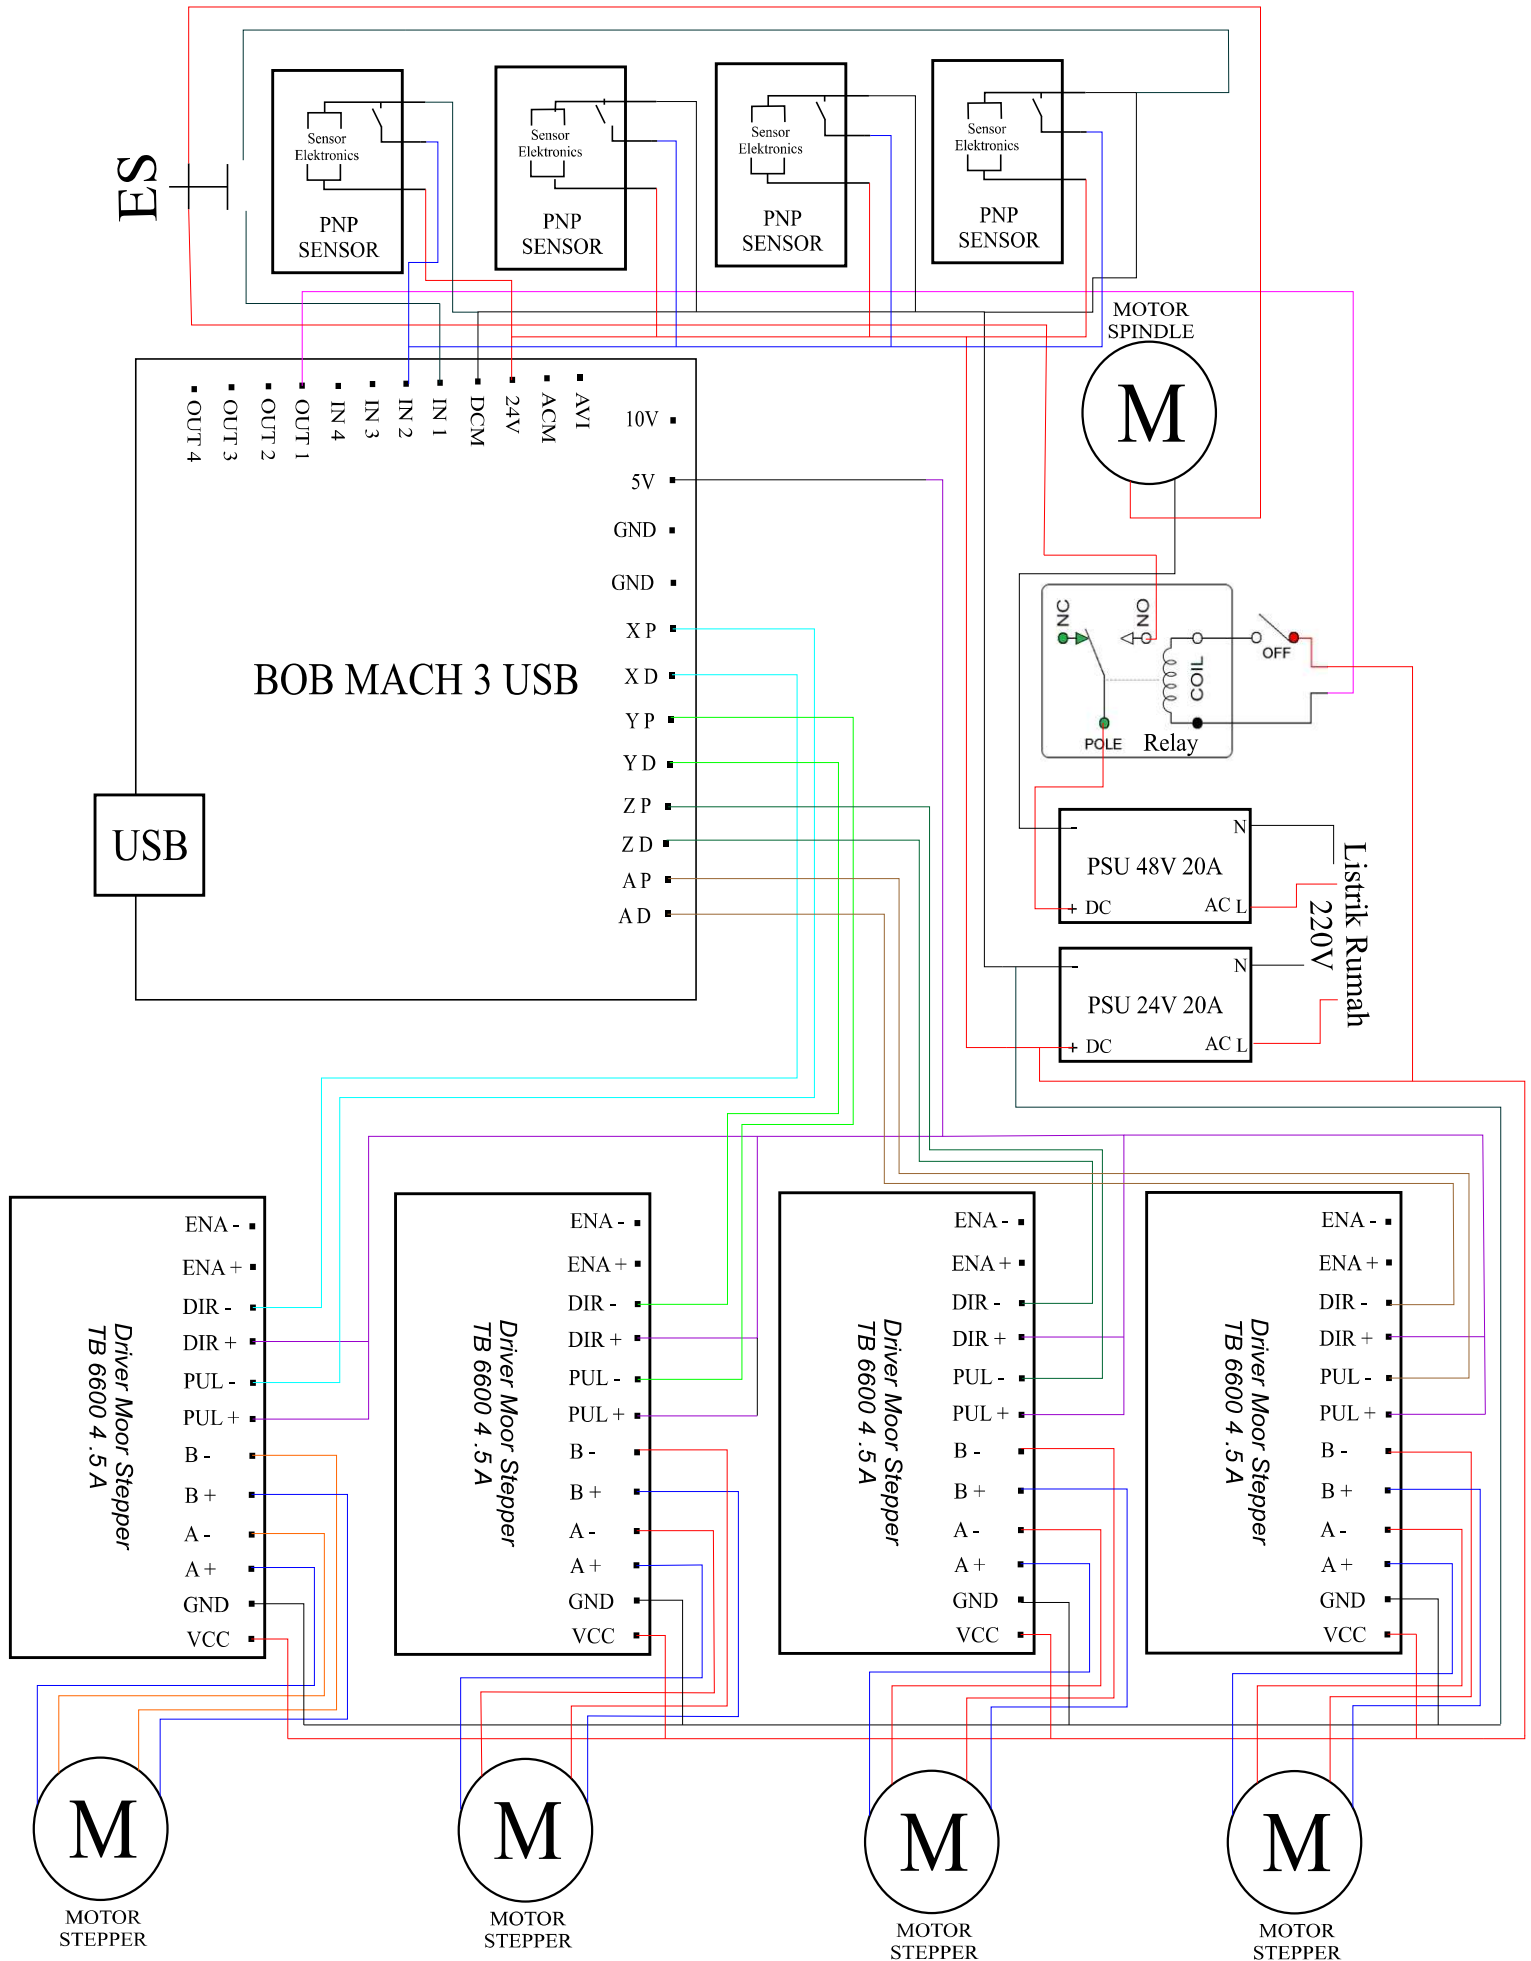 ES
Sensor
Elektronics
PNP
SENSOR
Sensor
Elektronics
PNP
SENSOR
Sensor
Elektronics
PNP
SENSOR
Sensor
Elektronics
PNP
SENSOR
MOTOR
SPINDLE
M
OUT 4
OUT 3
OUT 2
OUT 1
IN 4
IN 3
IN 2
IN 1
DCM
24V
ACM
AVI
10V
5V
GND
GND
X P
X D
Y P
Y D
Z P
Z D
A P
A D
BOB MACH 3 USB
USB
NC
NO
COIL
OFF
POLE
Relay
-
N
PSU 48V 20A
+ DC
AC L
-
N
PSU 24V 20A
+ DC
AC L
Listrik Rumah
220V
ENA -
ENA +
DIR -
DIR +
PUL -
PUL +
B -
B +
A -
A +
GND
VCC
Driver Moor Stepper
TB 6600 4 .5 A
ENA -
ENA +
DIR -
DIR +
PUL -
PUL +
B -
B +
A -
A +
GND
VCC
Driver Moor Stepper
TB 6600 4 .5 A
ENA -
ENA +
DIR -
DIR +
PUL -
PUL +
B -
B +
A -
A +
GND
VCC
Driver Moor Stepper
TB 6600 4 .5 A
ENA -
ENA +
DIR -
DIR +
PUL -
PUL +
B -
B +
A -
A +
GND
VCC
Driver Moor Stepper
TB 6600 4 .5 A
M
MOTOR
STEPPER
M
MOTOR
STEPPER
M
MOTOR
STEPPER
M
MOTOR
STEPPER